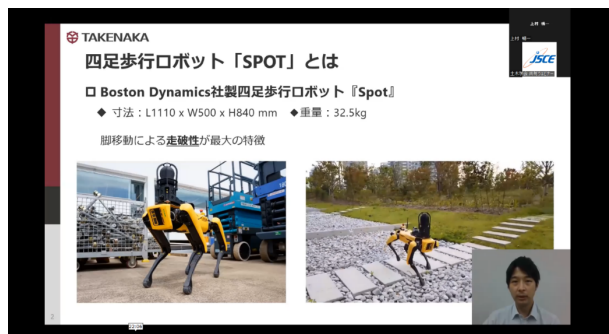 TAKENAKA
四足歩行ロボット「SPOT」とは
Boston Dynamics社製四足歩行ロボット『Spot』
◆ 寸法：L1110 x W500 x H840 mm ◆重量：32.5kg
脚移動による走破性が最大の特徴
2
JSCE